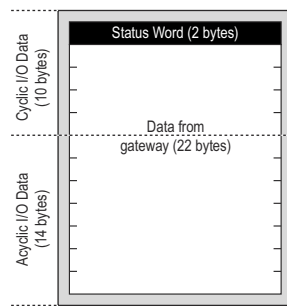 Status Word (2 bytes)
Cyclic I/O Data
(10 bytes)
Data from
gateway (22 bytes)
Acyclic I/O Data
(14 bytes)